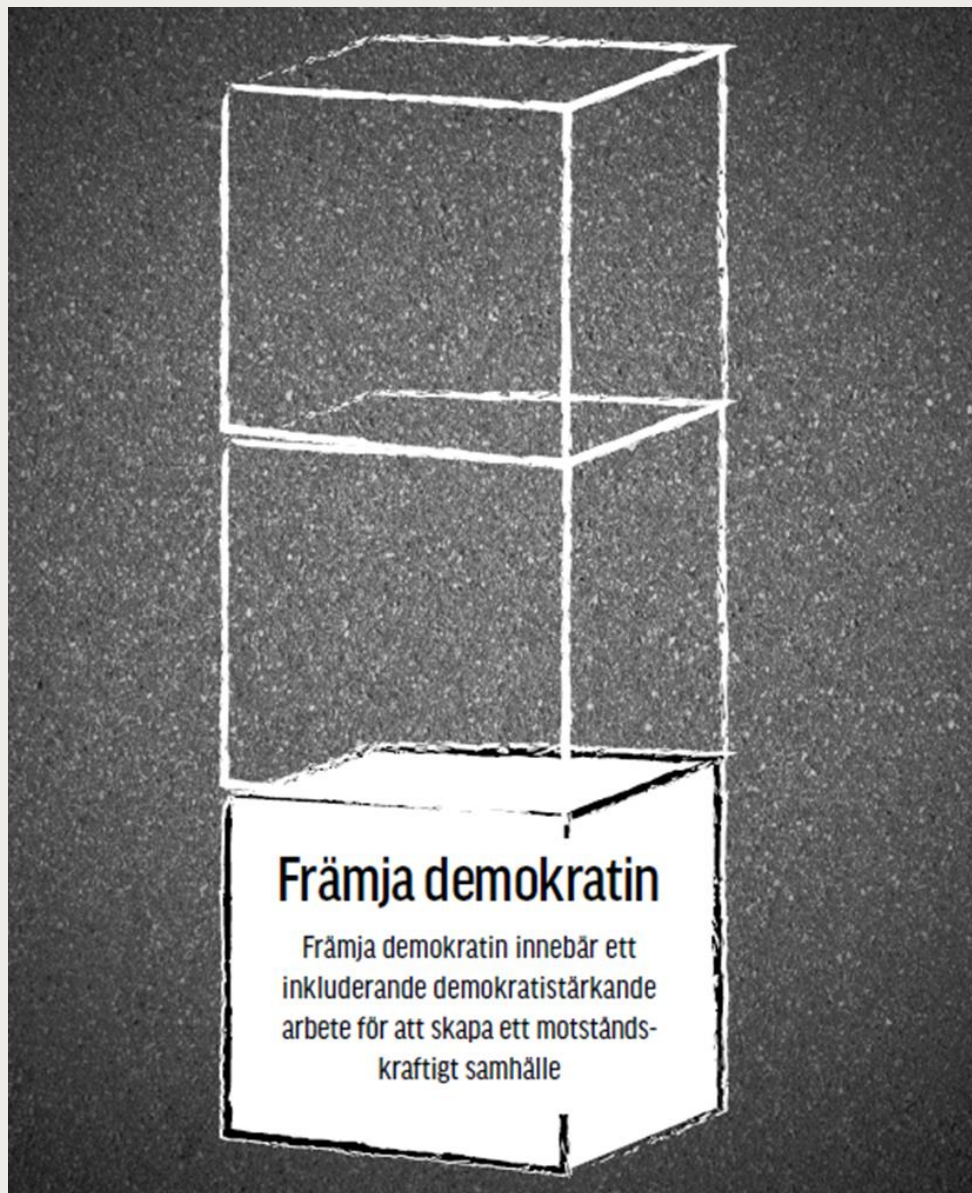 Främja demokratin
Främja demokratin innebär ett
inkluderande demokratistärkande
arbete för att skapa ett motstånds-
kraftigt samhälle